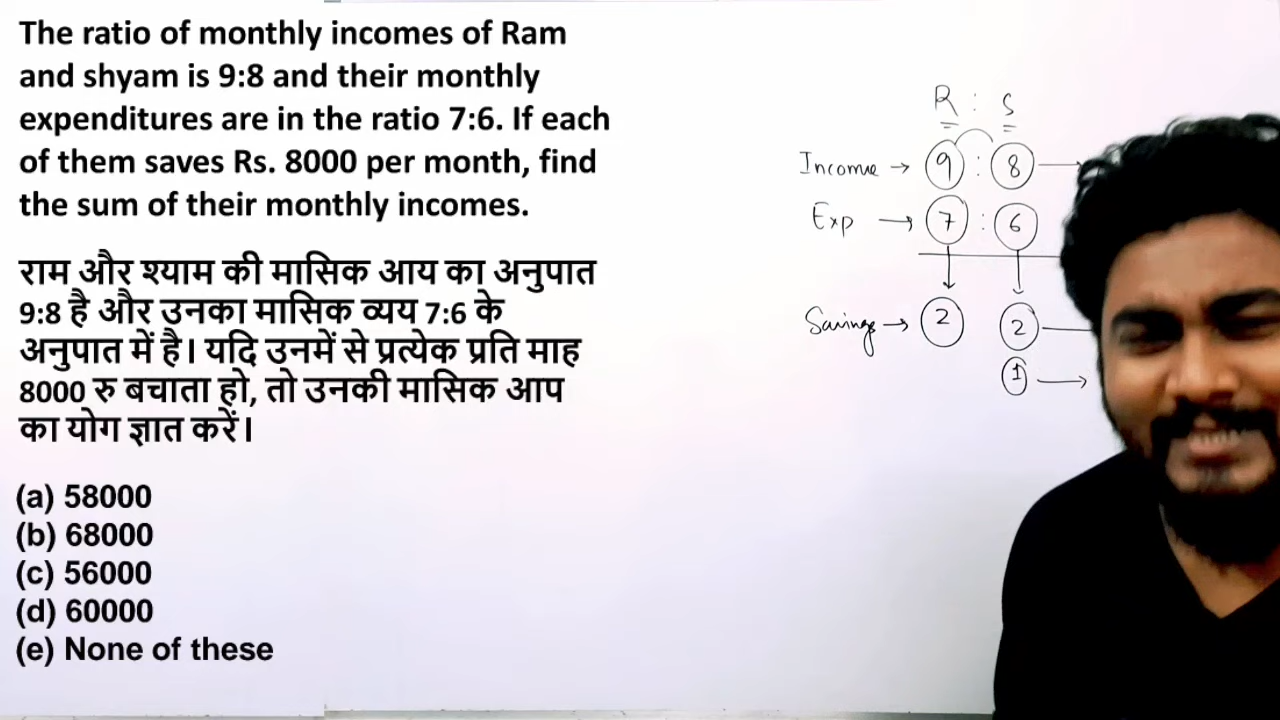 The ratio of monthly incomes of Ram
and shyam is 9:8 and their monthly
expenditures are in the ratio 7:6. If each
of them saves Rs. 8000 per month, find
the sum of their monthly incomes.
राम और श्याम की मासिक आय का अनुपात
9:8 है और उनका मासिक व्यय 7:6 के
अनुपात में है। यदि उनमें से प्रत्येक प्रति माह
8000 रु बचाता हो, तो उनकी मासिक आप
का योग ज्ञात करें।
(a) 58000
(b) 68000
(c) 56000
(d) 60000
(e) None of these
R : S
Income → 9 : 8
Exp → 7 : 6
Savings → 2 2
1 →